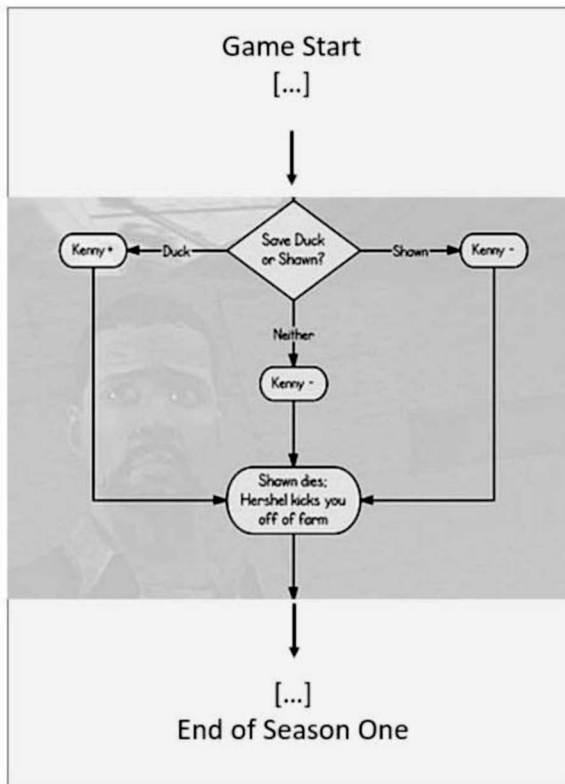 Game Start
[...]
Save Duck
or Shawn?
Kenny +
Duck
Shawn
Kenny -
Neither
Kenny -
Shawn dies;
Hershel kicks you
off of farm
[...]
End of Season One